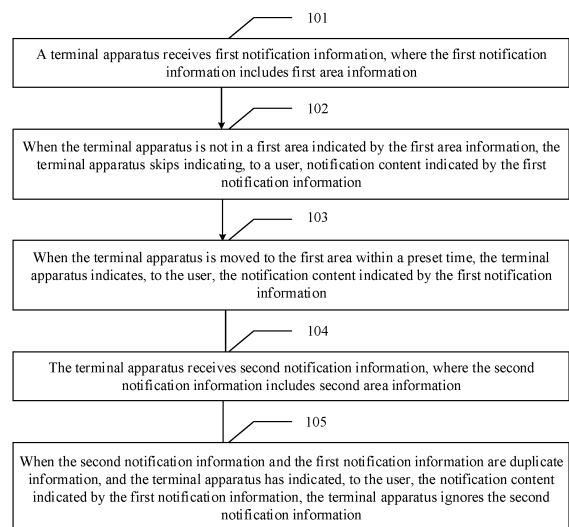 101
A terminal apparatus receives first notification information, where the first notification
information includes first area information
102
When the terminal apparatus is not in a first area indicated by the first area information, the
terminal apparatus skips indicating, to a user, notification content indicated by the first
notification information
103
When the terminal apparatus is moved to the first area within a preset time, the terminal
apparatus indicates, to the user, the notification content indicated by the first notification
information
104
The terminal apparatus receives second notification information, where the second
notification information includes second area information
105
When the second notification information and the first notification information are duplicate
information, and the terminal apparatus has indicated, to the user, the notification content
indicated by the first notification information, the terminal apparatus ignores the second
notification information